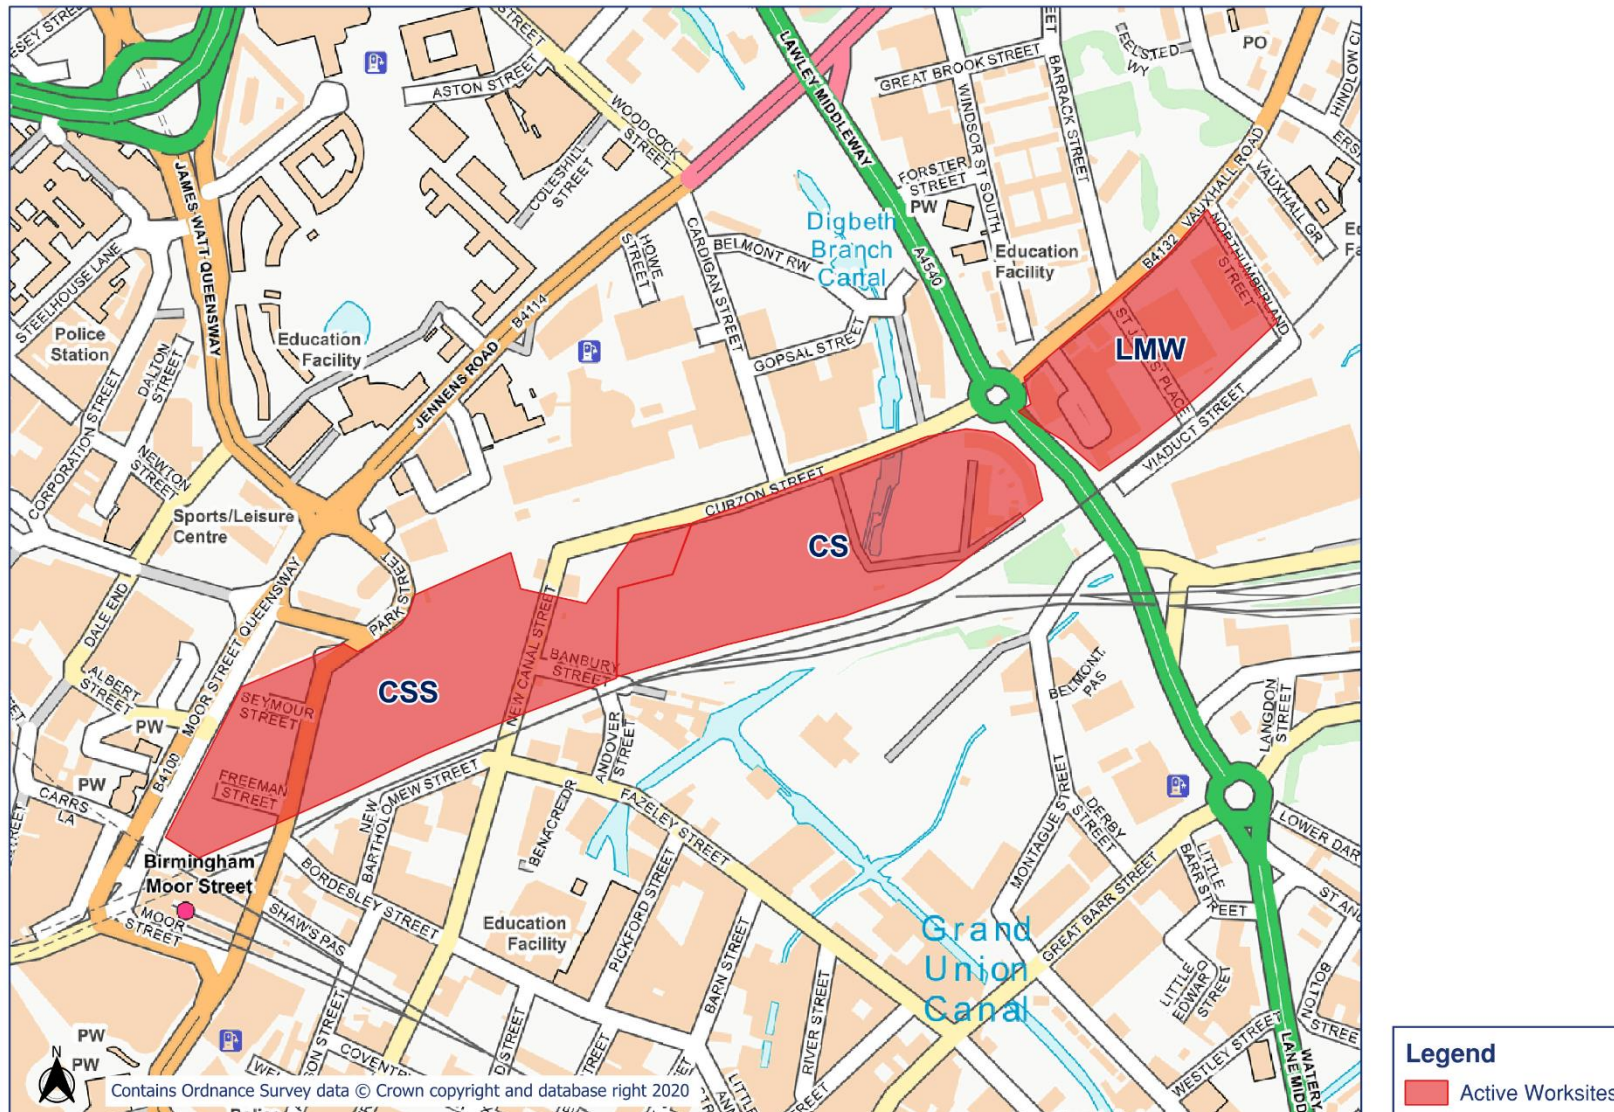 STREET
ASTON STREET
WOODCOCK
STREET
COLESHILL
STREET
LAWLEY MIDDLEWAY
GREAT BROOK STREET
WINDSOR ST SOUTH
BARRACK STREET
PO
HINDLOW CL
VAUXHALL ROAD
B4132
VAUXHALL GR
NORTHUMBERLAND
STREET
FORSTER
STREET
PW
Education
Facility
Digbeth
Branch
Canal
A4540
JAMES WATT QUEENSWAY
STEELHOUSE LANE
Police
Station
DALTON
STREET
CORPORATION STREET
NEWTON
STREET
Education
Facility
B4114
JENNENS ROAD
HOWE
STREET
CARDIGAN STREET
BELMONT RW
GOPSAL STREET
LMW
VIADUCT STREET
Sports/Leisure
Centre
CURZON STREET
CS
DALE END
MOOR STREET QUEENSWAY
PARK STREET
ALBERT
STREET
SEYMOUR
STREET
CSS
NEW CANAL STREET
BANBURY
STREET
BELMONT
PAS
LANGDON
STREET
PW
B4100
FREEMAN
STREET
PW
CARRS
LA
ANDOVER
STREET
NEW
BARTHOLOMEW STREET
BENACRE DR
FAZELEY STREET
MONTAGUE STREET
DERBY
STREET
LOWER DAR
Birmingham
Moor Street
MOOR
STREET
SHAW'S PAS
BORDESLEY STREET
Education
Facility
PICKFORD STREET
BARN STREET
RIVER STREET
Grand
Union
Canal
GREAT BARR STREET
LITTLE
BARR STREET
LITTLE
EDWARD
STREET
BOLTON
STREE
WESTLEY STREET
WATERY
LANE MIDD
PW
PW
N
COVENT
Contains Ordnance Survey data © Crown copyright and database right 2020
Legend
Active Worksites